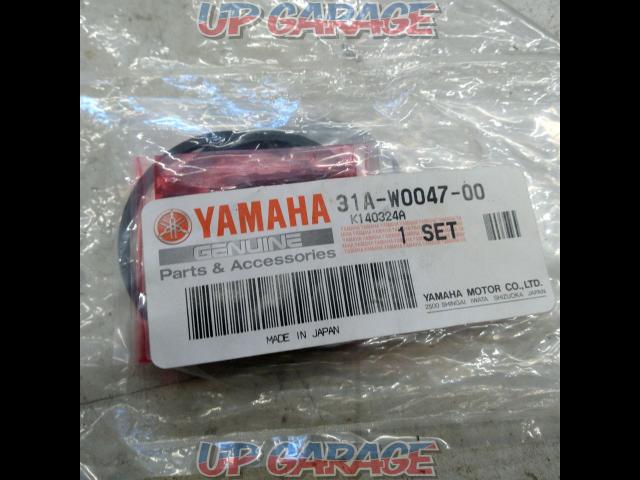 UP GARAGE
YAMAHA
GENUINE
Parts & Accessories
31A-W0047-00
K140324A
1 SET
YAMAHA MOTOR CO., LTD.
2500 SHINGAI IWATA SHIZUOKA JAPAN
MADE IN JAPAN
UP GARAGE